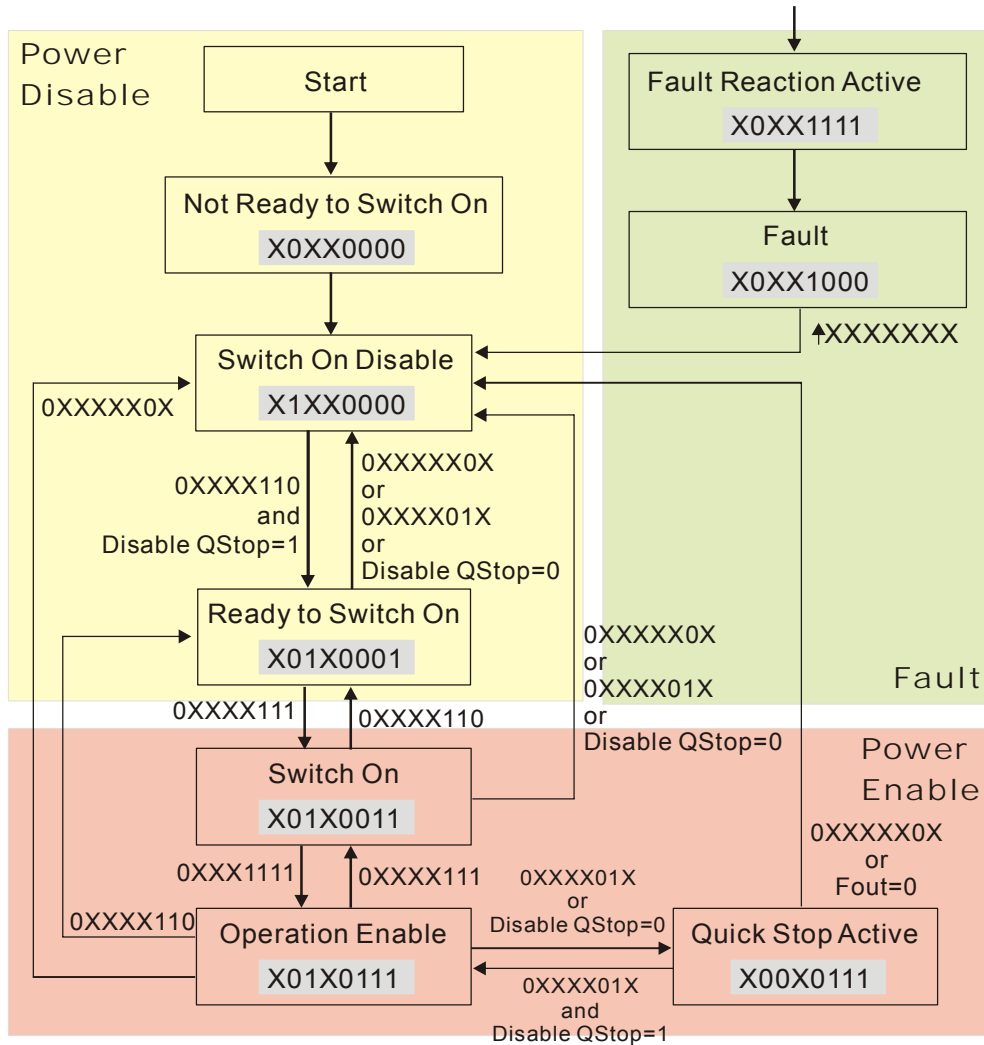 Power
Disable
Start
Not Ready to Switch On
X0XX0000
Switch On Disable
X1XX0000
0XXXXX0X
0XXXX110
and
Disable QStop=1
0XXXXX0X
or
0XXXX01X
or
Disable QStop=0
Ready to Switch On
X01X0001
0XXXX111
0XXXX110
Fault Reaction Active
X0XX1111
Fault
X0XX1000
XXXXXXX
Fault
0XXXXX0X
or
0XXXX01X
or
Disable QStop=0
Power
Enable
Switch On
X01X0011
0XXX1111
0XXXX111
0XXXX110
Operation Enable
X01X0111
0XXXX01X
or
Disable QStop=0
0XXXX01X
and
Disable QStop=1
0XXXXX0X
or
Fout=0
Quick Stop Active
X00X0111